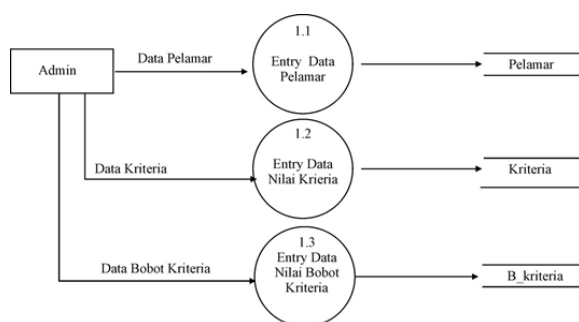 Admin
Data Pelamar
1.1
Entry Data
Pelamar
Pelamar
Data Kriteria
1.2
Entry Data
Nilai Krieria
Kriteria
Data Bobot Kriteria
1.3
Entry Data
Nilai Bobot
Kriteria
B_kriteria